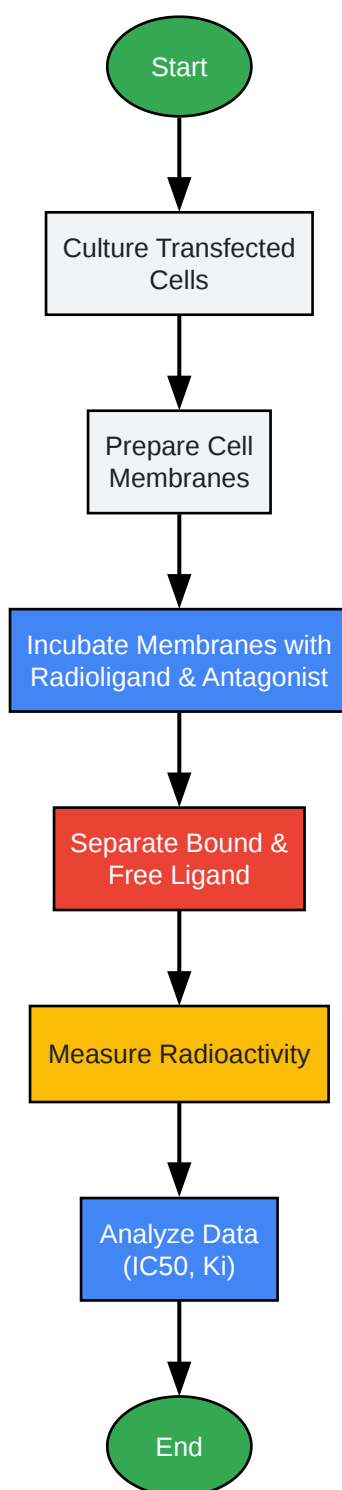 Start
Culture Transfected
Cells
Prepare Cell
Membranes
Incubate Membranes with
Radioligand & Antagonist
Separate Bound &
Free Ligand
Measure Radioactivity
Analyze Data
(IC50, Ki)
End